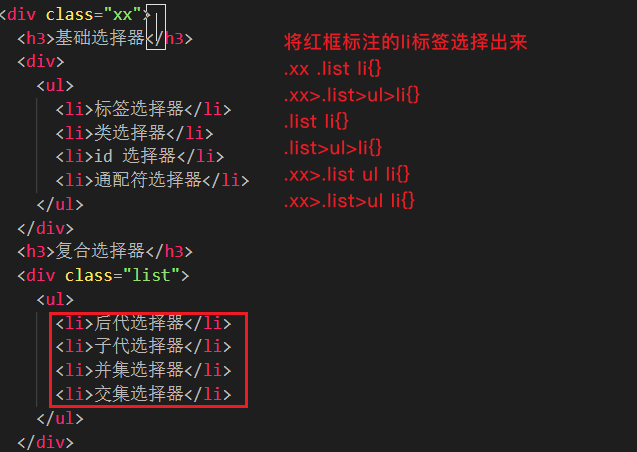 <div class="xx">
<h3>基础选择器</h3>
<div>
<ul>
<li>标签选择器</li>
<li>类选择器</li>
<li>id 选择器</li>
<li>通配符选择器</li>
</ul>
</div>
<h3>复合选择器</h3>
<div class="list">
<ul>
<li>后代选择器</li>
<li>子代选择器</li>
<li>并集选择器</li>
<li>交集选择器</li>
</ul>
</div>
将红框标注的li标签选择出来
.xx .list li{}
.xx>.list>ul>li{}
.list li{}
.list>ul>li{}
.xx>.list ul li{}
.xx>.list>ul li{}